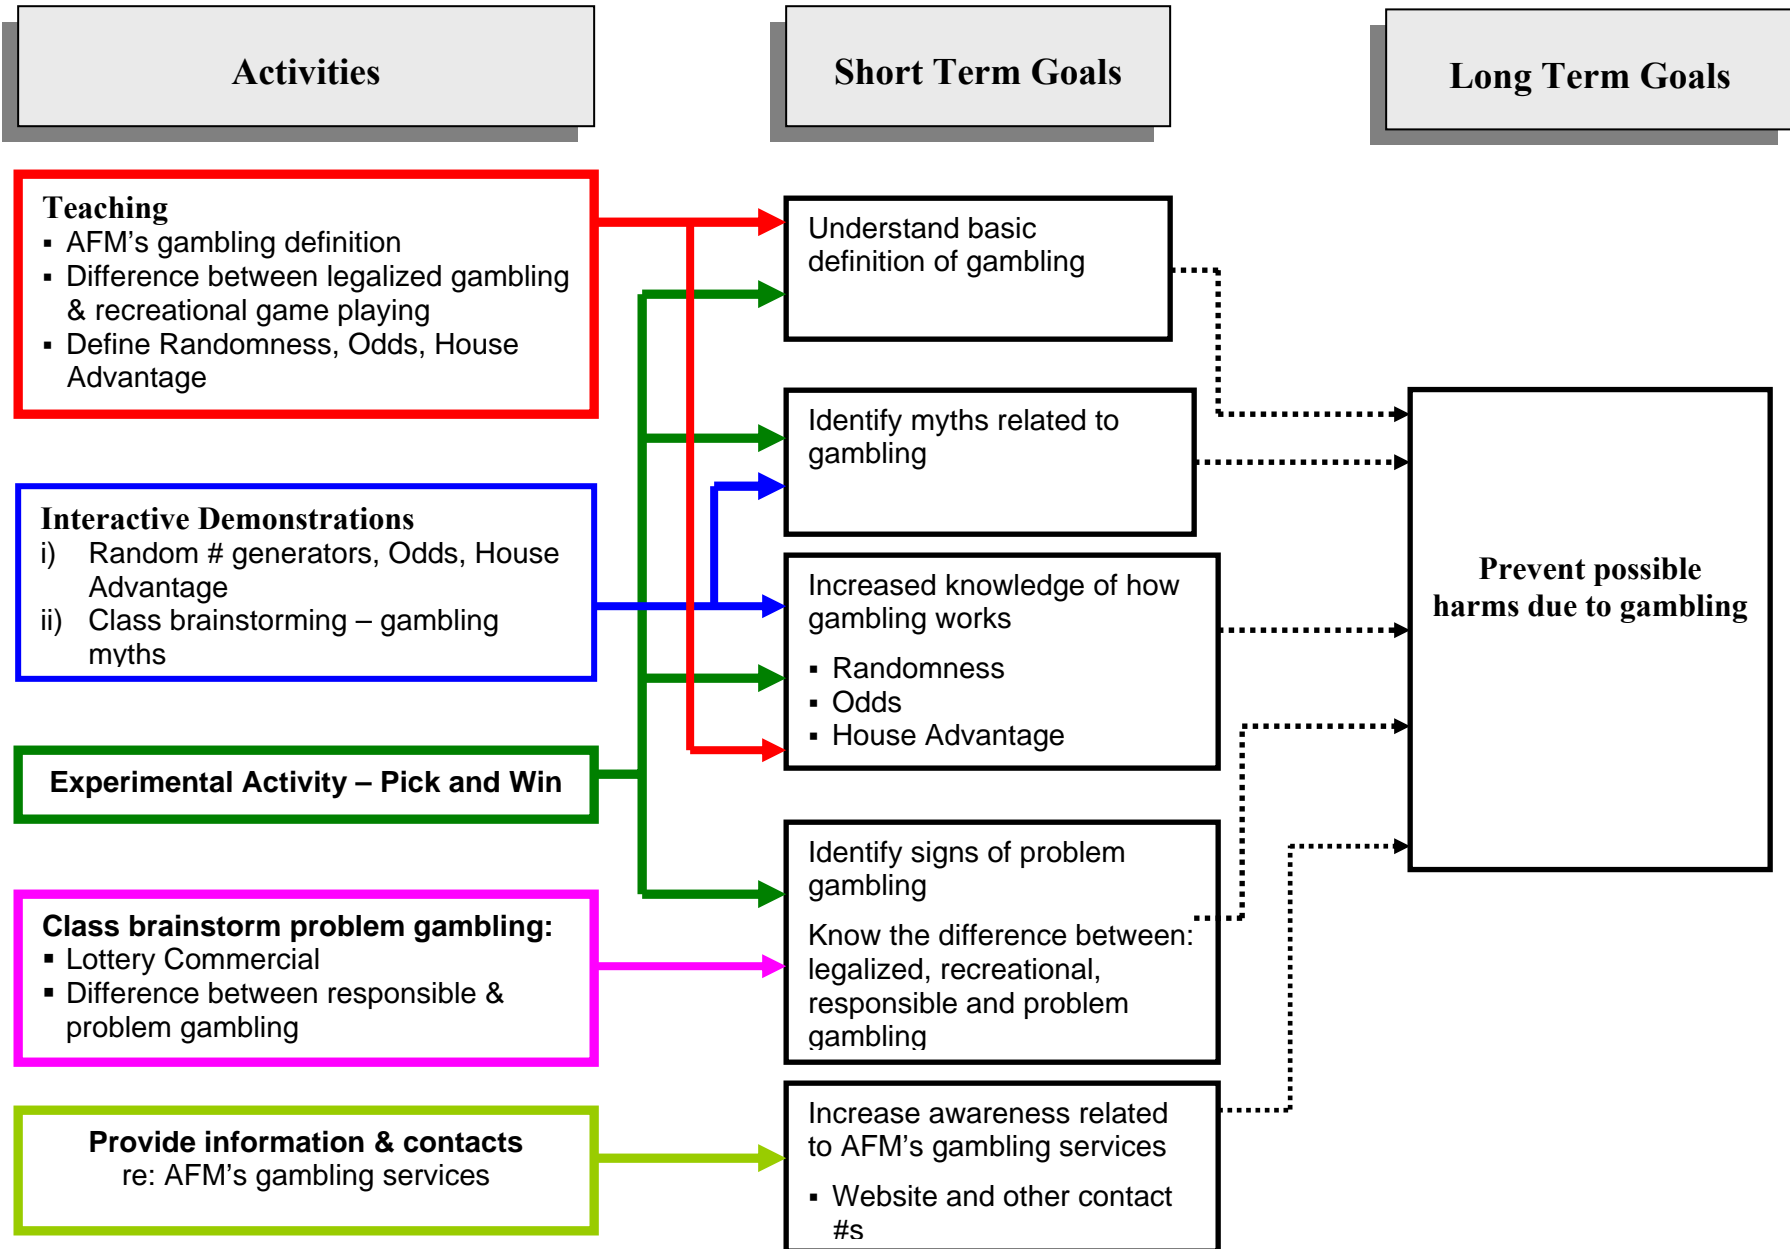 Activities
Short Term Goals
Long Term Goals
Teaching
▪ AFM’s gambling definition
▪ Difference between legalized gambling
& recreational game playing
▪ Define Randomness, Odds, House
Advantage
Interactive Demonstrations
i) Random # generators, Odds, House
Advantage
ii) Class brainstorming – gambling
myths
Experimental Activity – Pick and Win
Class brainstorm problem gambling:
▪ Lottery Commercial
▪ Difference between responsible &
problem gambling
Provide information & contacts
re: AFM’s gambling services
Understand basic
definition of gambling
Identify myths related to
gambling
Increased knowledge of how
gambling works
▪ Randomness
▪ Odds
▪ House Advantage
Identify signs of problem
gambling
Know the difference between:
legalized, recreational,
responsible and problem
gambling
Increase awareness related
to AFM’s gambling services
▪ Website and other contact
#s
Prevent possible
harms due to gambling